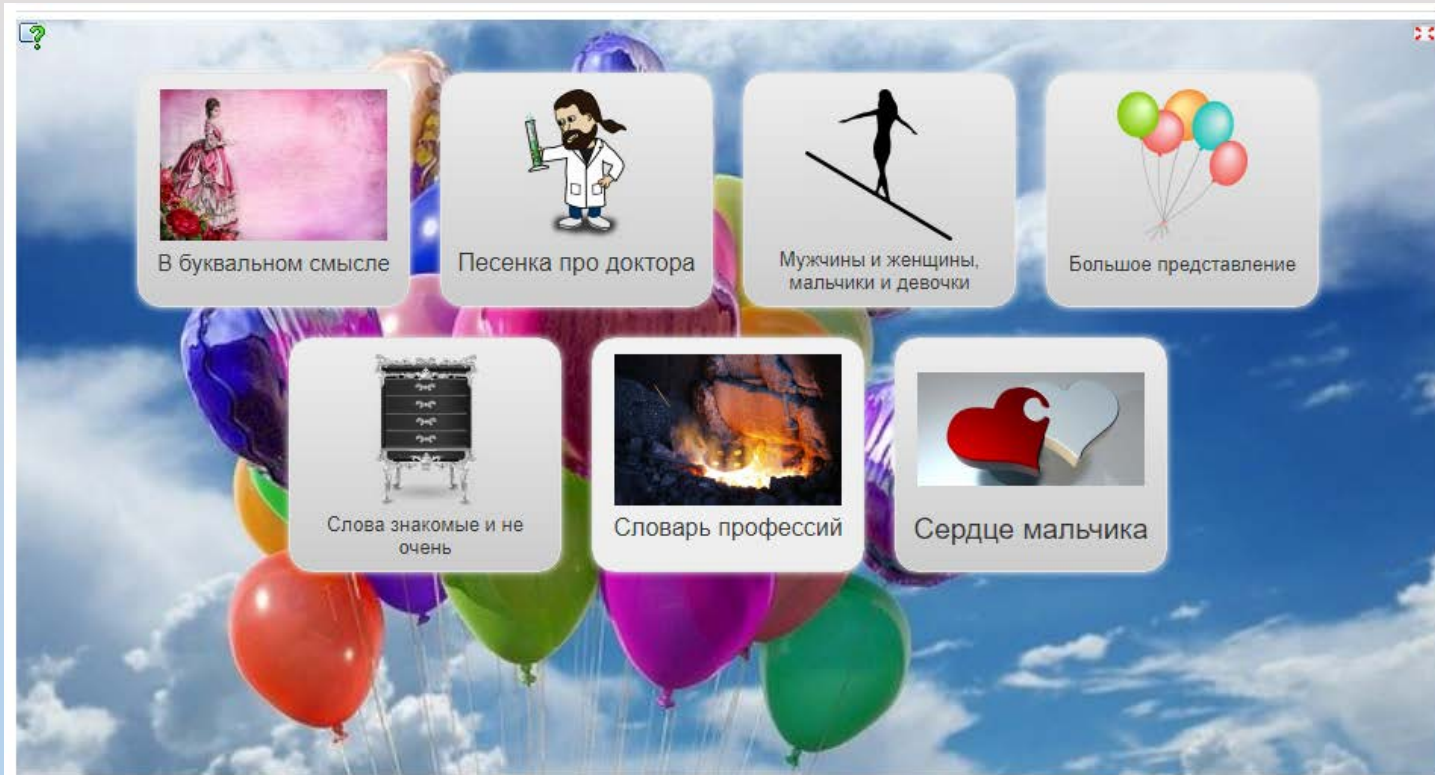 В буквальном смысле
Песенка про доктора
Мужчины и женщины,
мальчики и девочки
Большое представление
Слова знакомые и не
очень
Словарь профессий
Сердце мальчика